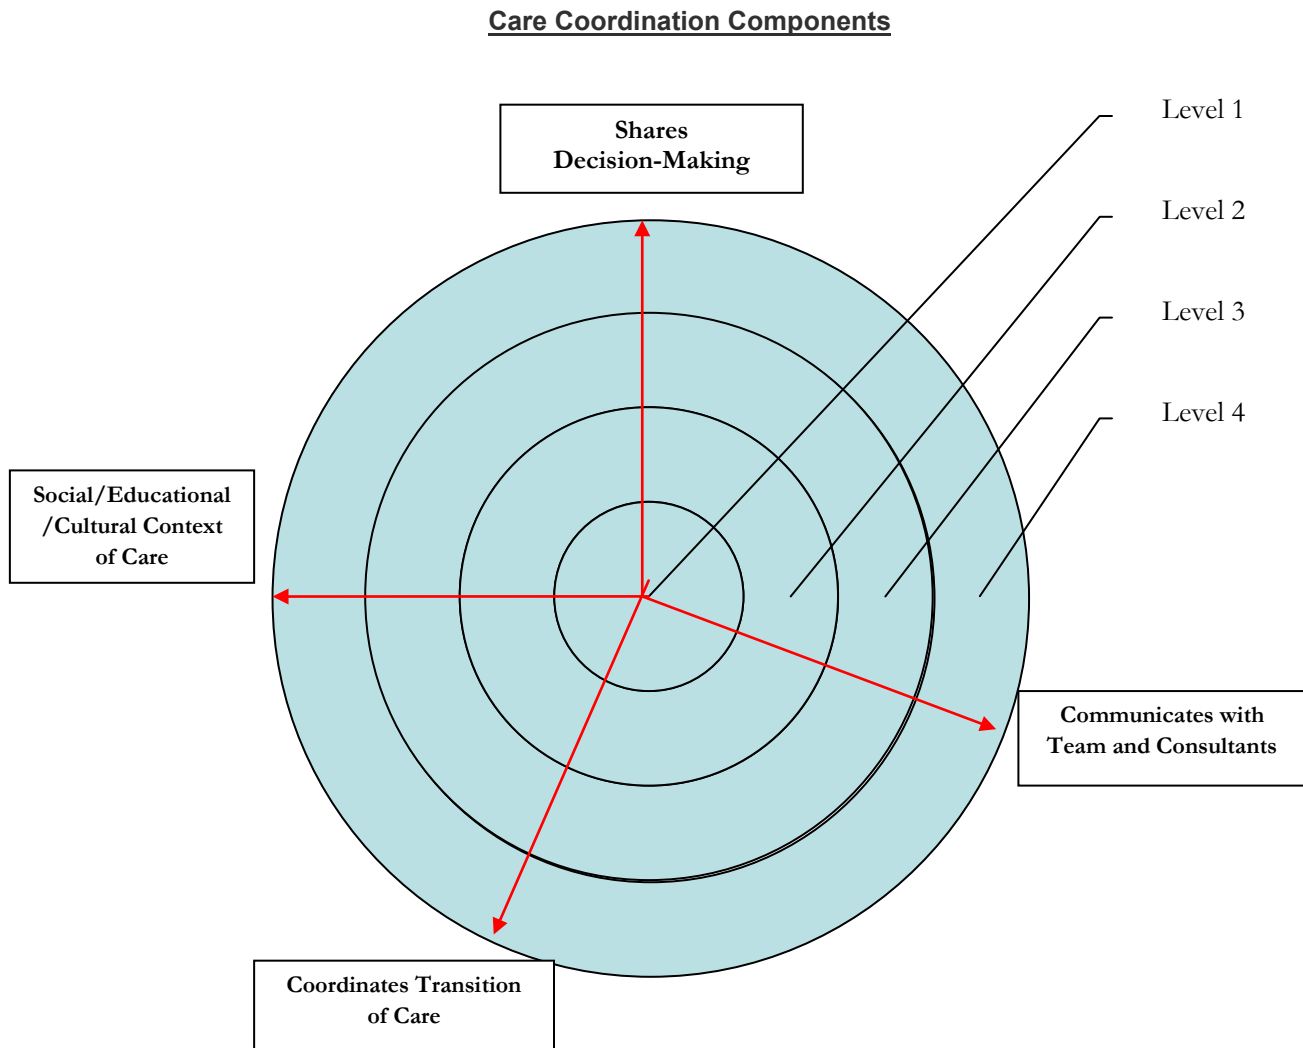 Care Coordination Components
Shares
Decision-Making
Level 1
Level 2
Level 3
Level 4
Social/Educational
/Cultural Context
of Care
Communicates with
Team and Consultants
Coordinates Transition
of Care